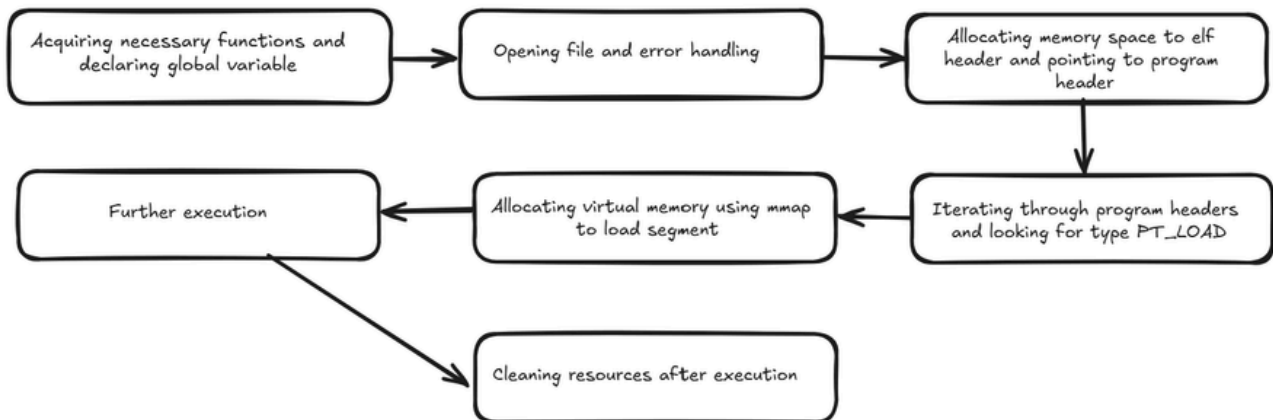 Acquiring necessary functions and
declaring global variable
Opening file and error handling
Allocating memory space to elf
header and pointing to program
header
Iterating through program headers
and looking for type PT_LOAD
Allocating virtual memory using mmap
to load segment
Further execution
Cleaning resources after execution